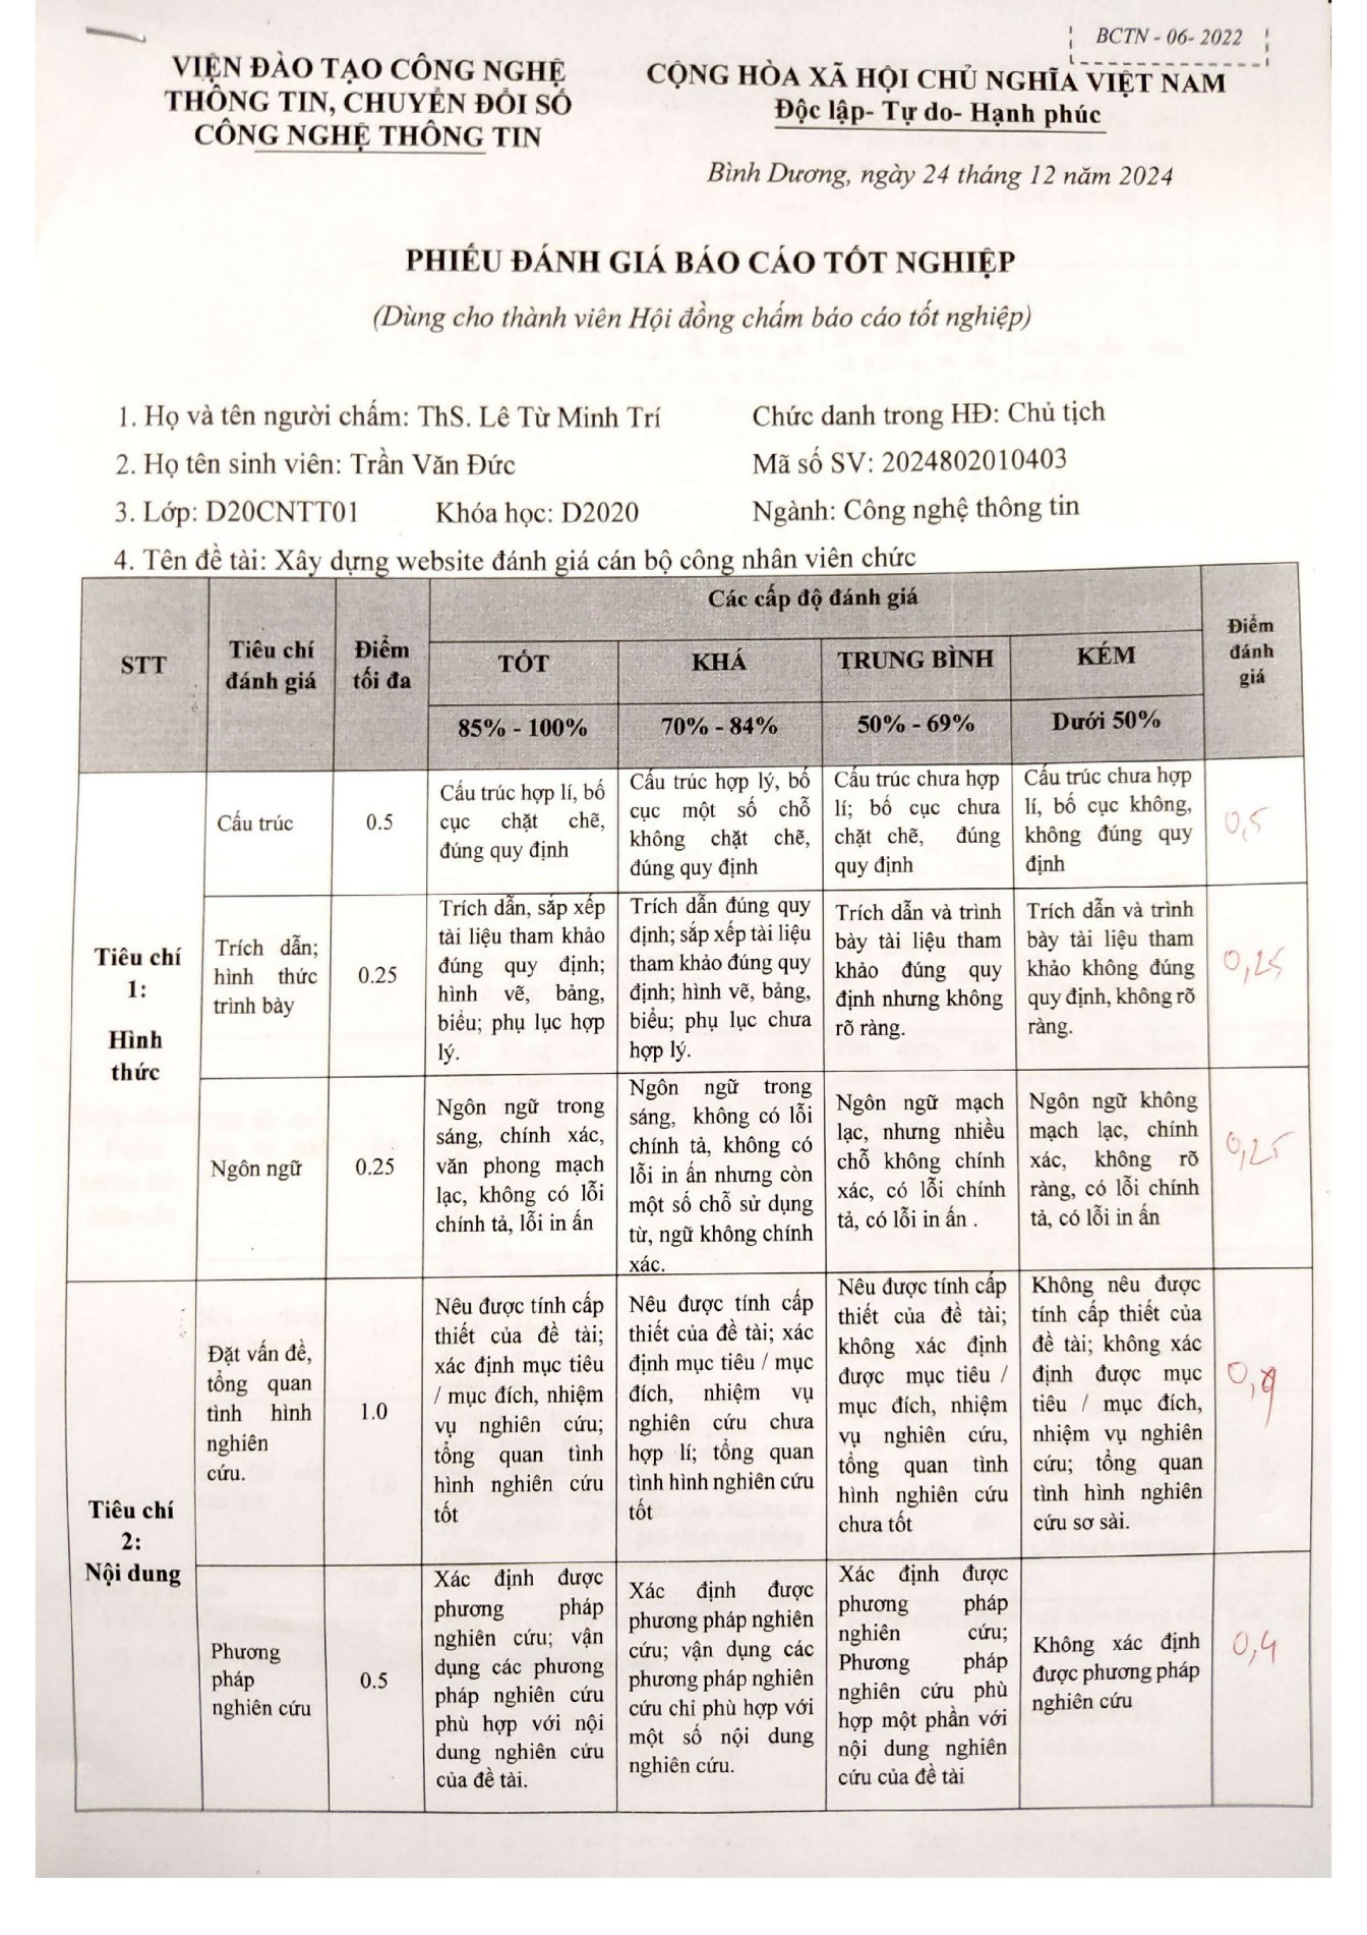 BCTN - 06- 2022
VIỆN ĐÀO TẠO CÔNG NGHỆ
THÔNG TIN, CHUYỂN ĐỔI SỐ
CÔNG NGHỆ THÔNG TIN
CỘNG HÒA XÃ HỘI CHỦ NGHĨA VIỆT NAM
Độc lập- Tự do- Hạnh phúc
Bình Dương, ngày 24 tháng 12 năm 2024
PHIẾU ĐÁNH GIÁ BÁO CÁO TỐT NGHIỆP
(Dùng cho thành viên Hội đồng chấm báo cáo tốt nghiệp)
1. Họ và tên người chấm: ThS. Lê Từ Minh Trí Chức danh trong HĐ: Chủ tịch
2. Họ tên sinh viên: Trần Văn Đức Mã số SV: 2024802010403
3. Lớp: D20CNTT01 Khóa học: D2020 Ngành: Công nghệ thông tin
4. Tên đề tài: Xây dựng website đánh giá cán bộ công nhân viên chức
STT
Tiêu chí
đánh giá
Điểm
tối đa
Các cấp độ đánh giá
Điểm
đánh
giá
TỐT
KHÁ
TRUNG BÌNH
KÉM
85% - 100%
70% - 84%
50% - 69%
Dưới 50%
Tiêu chí
1:
Hình
thức
Cấu trúc
0.5
Cấu trúc hợp lí, bố
cục chặt chẽ,
đúng quy định
Cấu trúc hợp lý, bố
cục một số chỗ
không chặt chẽ,
đúng quy định
Cấu trúc chưa hợp
lí; bố cục chưa
chặt chẽ, đúng
quy định
Cấu trúc chưa hợp
lí, bố cục không,
không đúng quy
định
0,5
Trích dẫn;
hình thức
trình bày
0.25
Trích dẫn, sắp xếp
tài liệu tham khảo
đúng quy định;
hình vẽ, bảng,
biểu; phụ lục hợp
lý.
Trích dẫn đúng quy
định; sắp xếp tài liệu
tham khảo đúng quy
định; hình vẽ, bảng,
biểu; phụ lục chưa
hợp lý.
Trích dẫn và trình
bày tài liệu tham
khảo đúng quy
định nhưng không
rõ ràng.
Trích dẫn và trình
bày tài liệu tham
khảo không đúng
quy định, không rõ
ràng.
0,25
Ngôn ngữ
0.25
Ngôn ngữ trong
sáng, chính xác,
văn phong mạch
lạc, không có lỗi
chính tả, lỗi in ấn
Ngôn ngữ trong
sáng, không có lỗi
chính tả, không có
lỗi in ấn nhưng còn
một số chỗ sử dụng
từ, ngữ không chính
xác.
Ngôn ngữ mạch
lạc, nhưng nhiều
chỗ không chính
xác, có lỗi chính
tả, có lỗi in ấn .
Ngôn ngữ không
mạch lạc, chính
xác, không rõ
ràng, có lỗi chính
tả, có lỗi in ấn
0,25
Tiêu chí
2:
Nội dung
Đặt vấn đề,
tổng quan
tình hình
nghiên
cứu.
1.0
Nêu được tính cấp
thiết của đề tài;
xác định mục tiêu
/ mục đích, nhiệm
vụ nghiên cứu;
tổng quan tình
hình nghiên cứu
tốt
Nêu được tính cấp
thiết của đề tài; xác
định mục tiêu / mục
đích, nhiệm vụ
nghiên cứu chưa
hợp lí; tổng quan
tình hình nghiên cứu
tốt
Nêu được tính cấp
thiết của đề tài;
không xác định
được mục tiêu /
mục đích, nhiệm
vụ nghiên cứu,
tổng quan tình
hình nghiên cứu
chưa tốt
Không nêu được
tính cấp thiết của
đề tài; không xác
định được mục
tiêu / mục đích,
nhiệm vụ nghiên
cứu; tổng quan
tình hình nghiên
cứu sơ sài.
Phương
pháp
nghiên cứu
0.5
Xác định được
phương pháp
nghiên cứu; vận
dụng các phương
pháp nghiên cứu
phù hợp với nội
dung nghiên cứu
của đề tài.
Xác định được
phương pháp nghiên
cứu; vận dụng các
phương pháp nghiên
cứu chỉ phù hợp với
một số nội dung
nghiên cứu.
Xác định được
phương pháp
nghiên cứu;
Phương pháp
nghiên cứu phù
hợp một phần với
nội dung nghiên
cứu của đề tài
Không xác định
được phương pháp
nghiên cứu
0,4